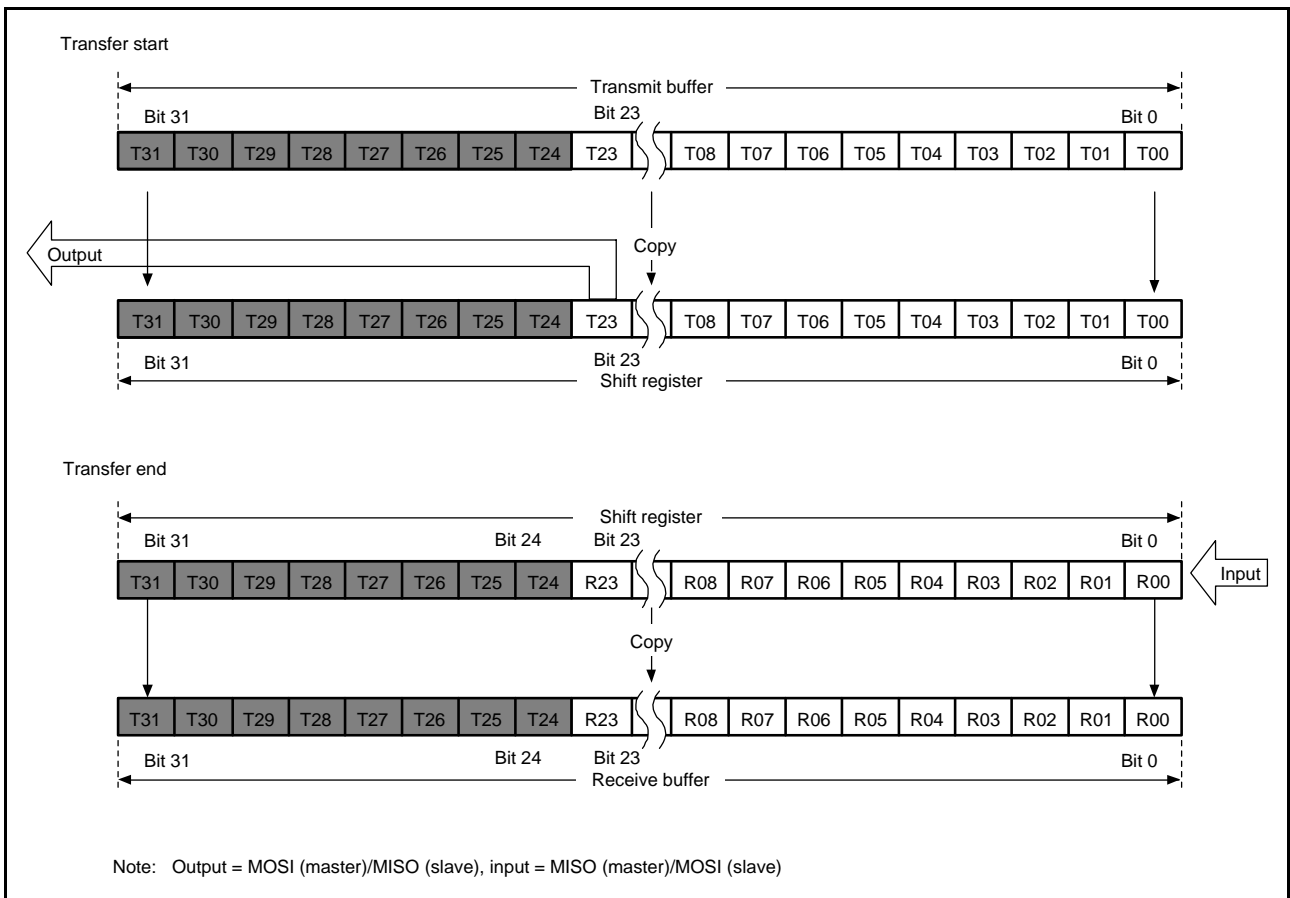 Transfer start
Transmit buffer
Bit 31 Bit 23 Bit 0
T31 T30 T29 T28 T27 T26 T25 T24 T23 T08 T07 T06 T05 T04 T03 T02 T01 T00
Output Copy
T31 T30 T29 T28 T27 T26 T25 T24 T23 T08 T07 T06 T05 T04 T03 T02 T01 T00
Bit 31 Bit 23 Bit 0
Shift register
Transfer end
Shift register
Bit 31 Bit 24 Bit 23 Bit 0
T31 T30 T29 T28 T27 T26 T25 T24 R23 R08 R07 R06 R05 R04 R03 R02 R01 R00 Input
Copy
T31 T30 T29 T28 T27 T26 T25 T24 R23 R08 R07 R06 R05 R04 R03 R02 R01 R00
Bit 31 Bit 24 Bit 23 Bit 0
Receive buffer
Note: Output = MOSI (master)/MISO (slave), input = MISO (master)/MOSI (slave)